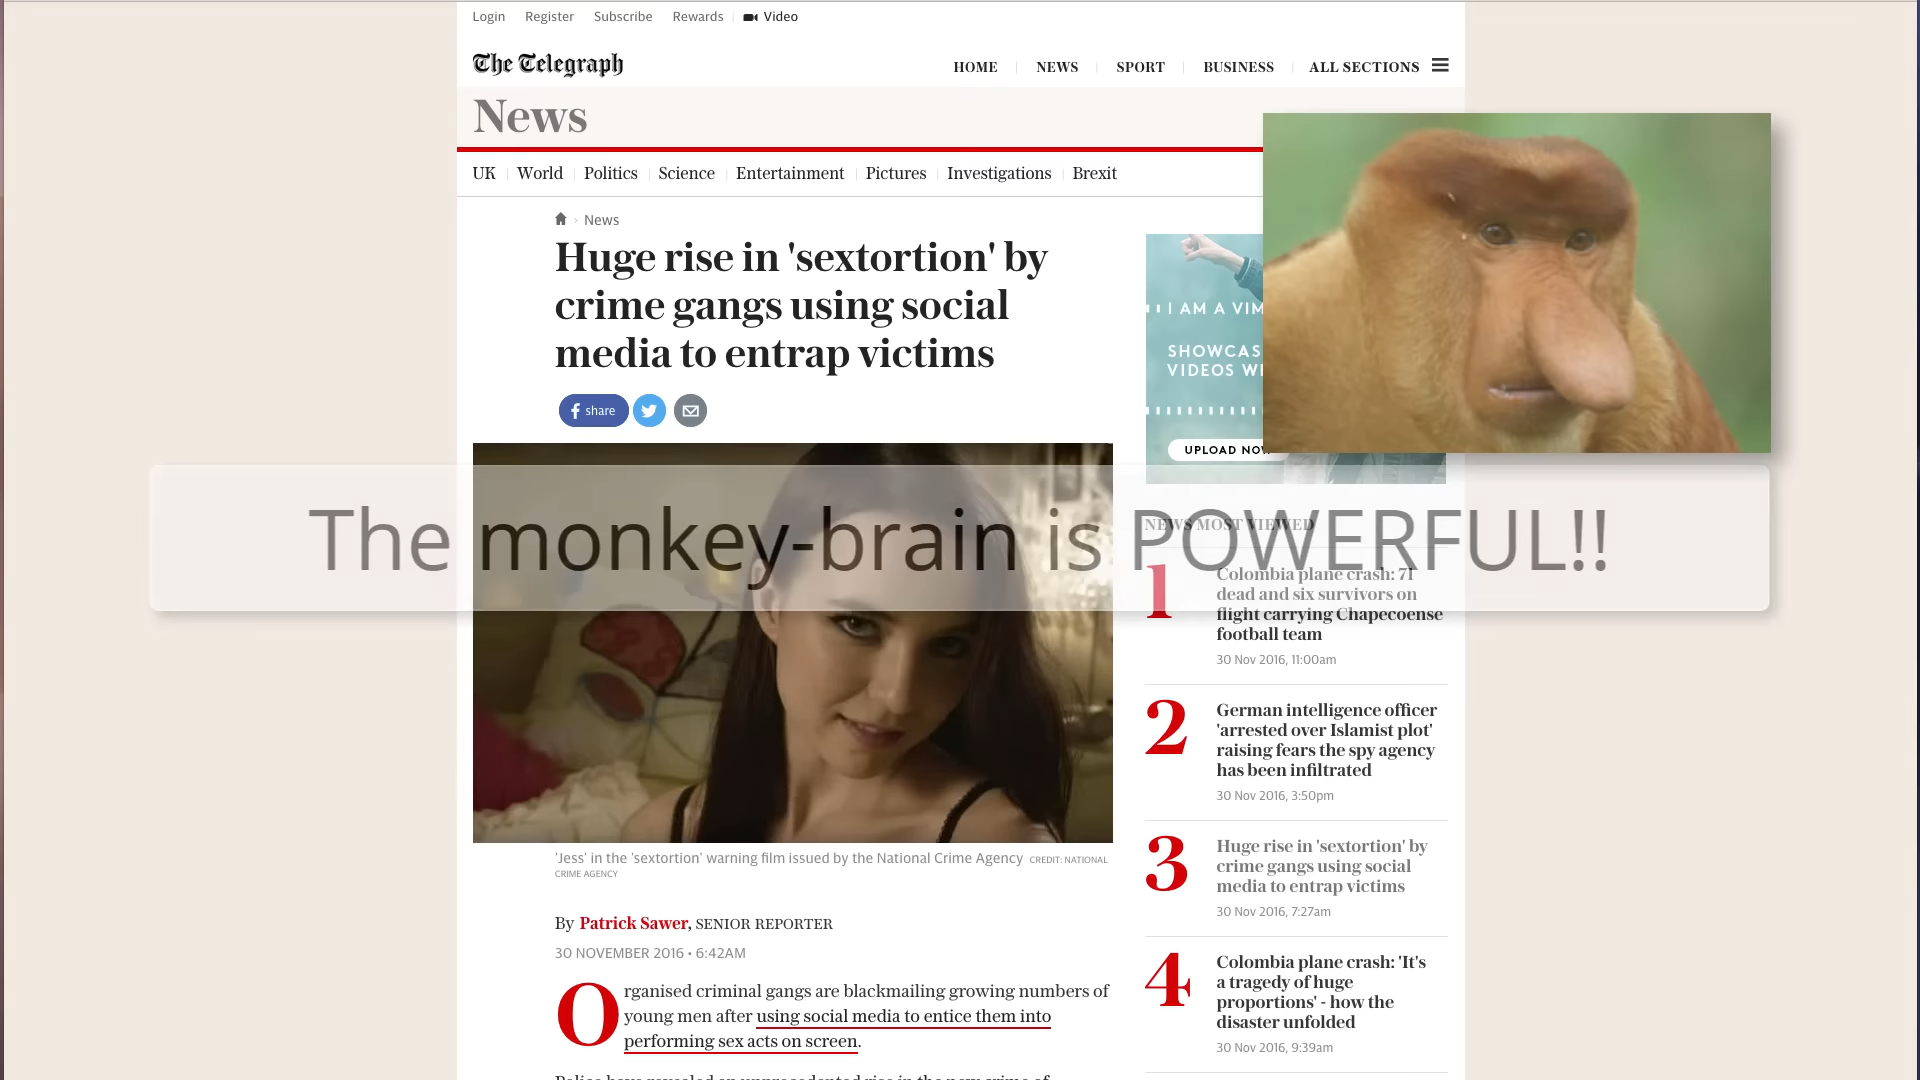 Login Register Subscribe Rewards Video
The Telegraph
HOME NEWS SPORT BUSINESS ALL SECTIONS
News
UK World Politics Science Entertainment Pictures Investigations Brexit
News
Huge rise in 'sextortion' by
crime gangs using social
media to entrap victims
share
I AM A VIM
SHOWCAS
VIDEOS WI
UPLOAD NOW
The monkey-brain is POWERFUL!!
'Jess' in the 'sextortion' warning film issued by the National Crime Agency CREDIT: NATIONAL
CRIME AGENCY
By Patrick Sawer, SENIOR REPORTER
30 NOVEMBER 2016 • 6:42AM
Organised criminal gangs are blackmailing growing numbers of
young men after using social media to entice them into
performing sex acts on screen.
NEWS MOST VIEWED
1
Colombia plane crash: 71
dead and six survivors on
flight carrying Chapecoense
football team
30 Nov 2016, 11:00am
2
German intelligence officer
'arrested over Islamist plot'
raising fears the spy agency
has been infiltrated
30 Nov 2016, 3:50pm
3
Huge rise in 'sextortion' by
crime gangs using social
media to entrap victims
30 Nov 2016, 7:27am
4
Colombia plane crash: 'It's
a tragedy of huge
proportions' - how the
disaster unfolded
30 Nov 2016, 9:39am